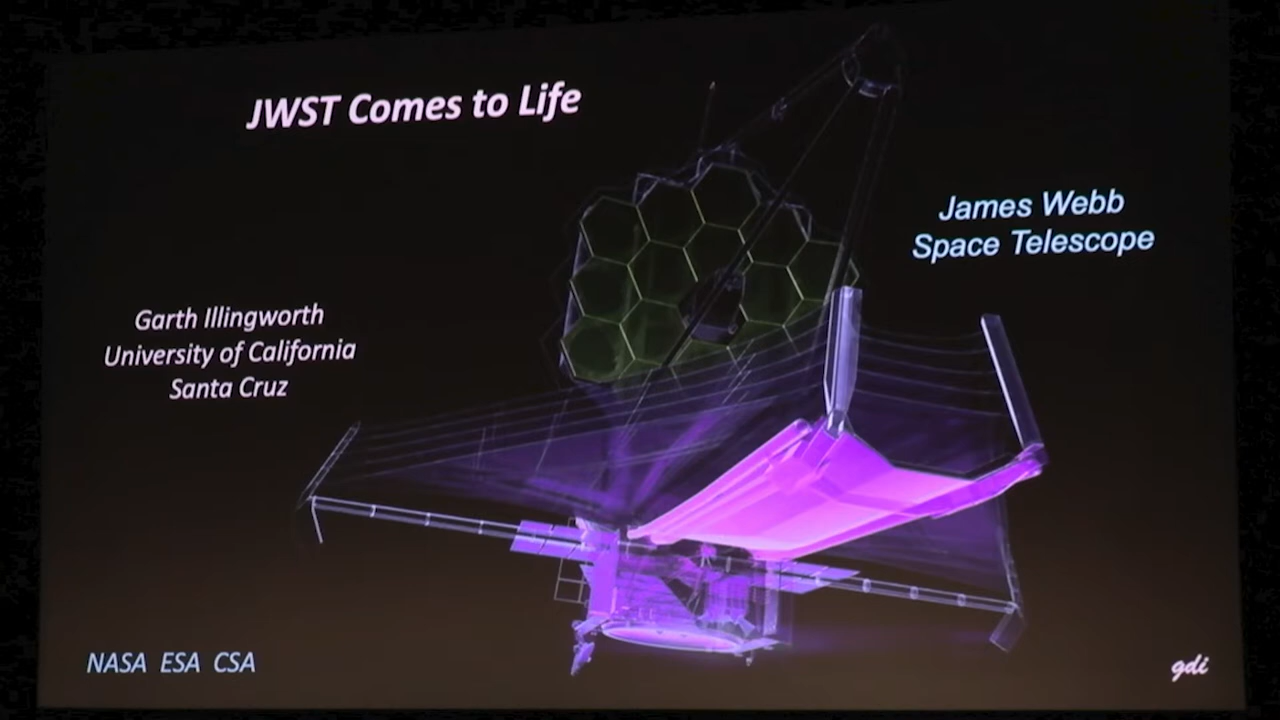 JWST Comes to Life
James Webb
Space Telescope
Garth Illingworth
University of California
Santa Cruz
NASA ESA CSA
gdi